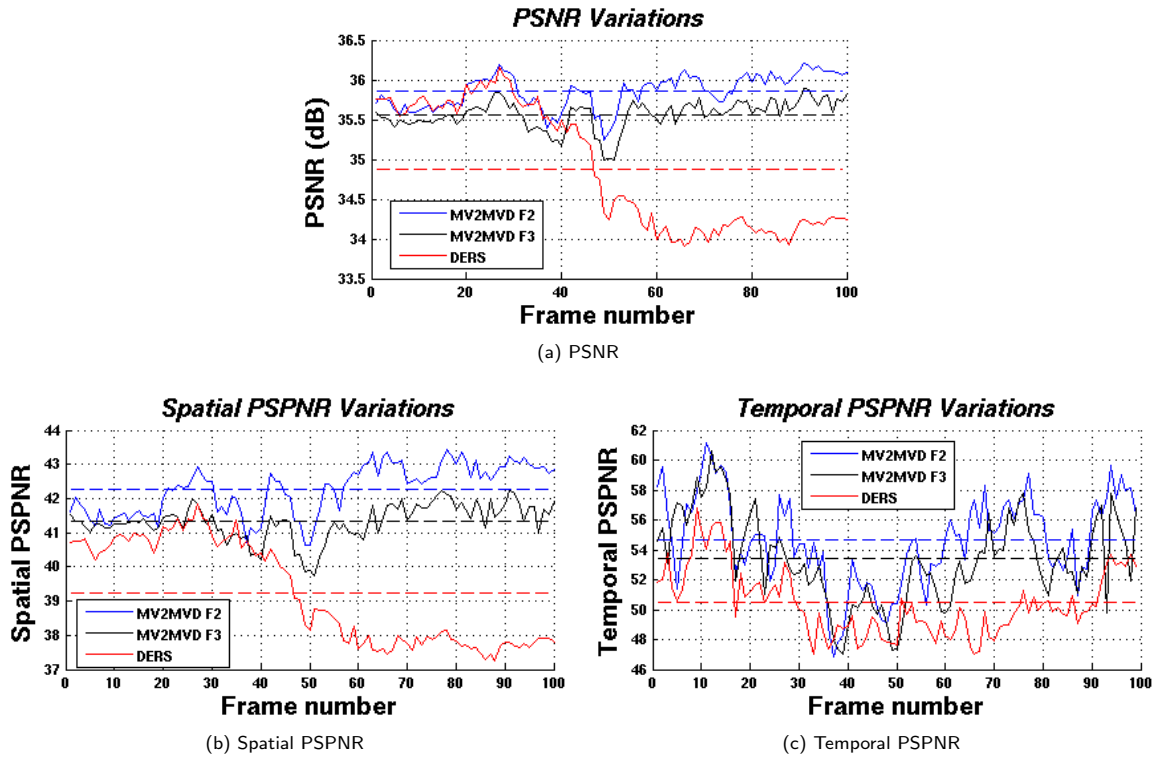 PSNR Variations
36.5
36
35.5
35
34.5
34
33.5
PSNR (dB)
MV2MVD F2
MV2MVD F3
DERS
0 20 40 60 80 100
Frame number
(a) PSNR
Spatial PSPNR Variations
44
43
42
41
40
39
38
37
Spatial PSPNR
MV2MVD F2
MV2MVD F3
DERS
0 10 20 30 40 50 60 70 80 90 100
Frame number
(b) Spatial PSPNR
Temporal PSPNR Variations
62
60
58
56
54
52
50
48
46
Temporal PSPNR
MV2MVD F2
MV2MVD F3
DERS
0 10 20 30 40 50 60 70 80 90 100
Frame number
(c) Temporal PSPNR